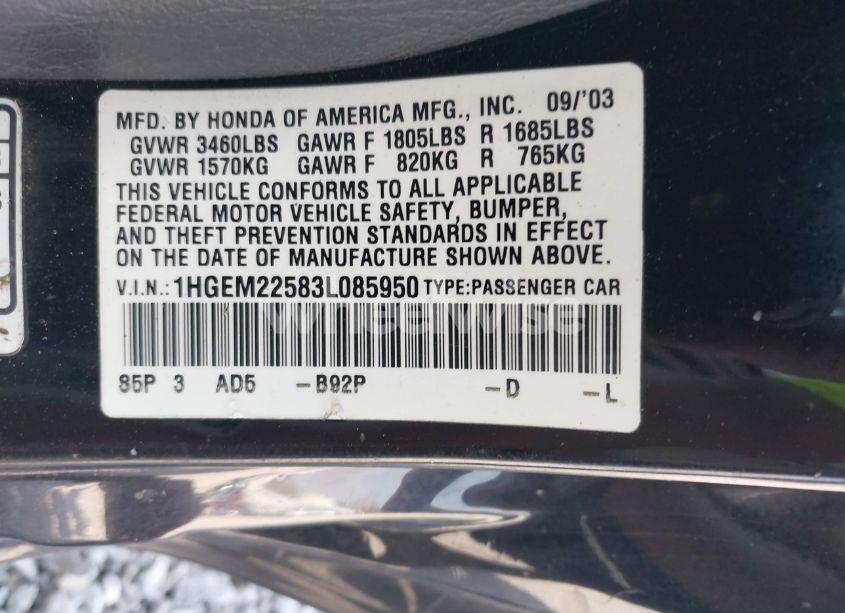 MFD. BY HONDA OF AMERICA MFG., INC. 09/'03
GVWR 3460LBS GAWR F 1805LBS R 1685LBS
GVWR 1570KG GAWR F 820KG R 765KG
THIS VEHICLE CONFORMS TO ALL APPLICABLE
FEDERAL MOTOR VEHICLE SAFETY, BUMPER,
AND THEFT PREVENTION STANDARDS IN EFFECT
ON THE DATE OF MANUFACTURE SHOWN ABOVE.
V.I.N.: 1HGEM22583L085950 TYPE:PASSENGER CAR
WheelWise
85P 3 AD5 -B92P -D -L